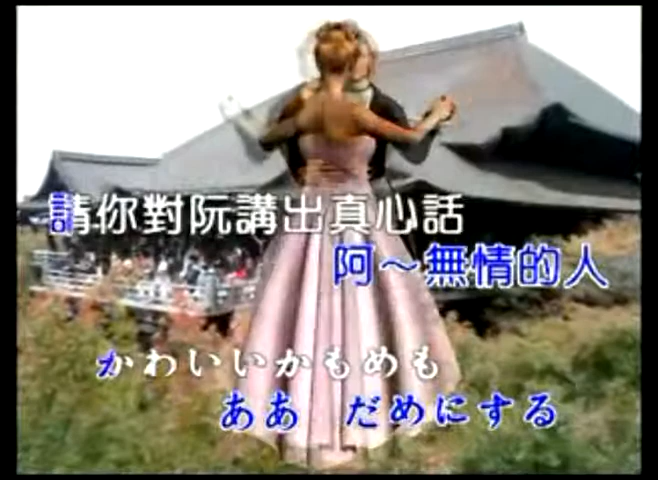 請你對阮講出真心話
阿～無情的人
かわいいかもめも
ああ だめにする